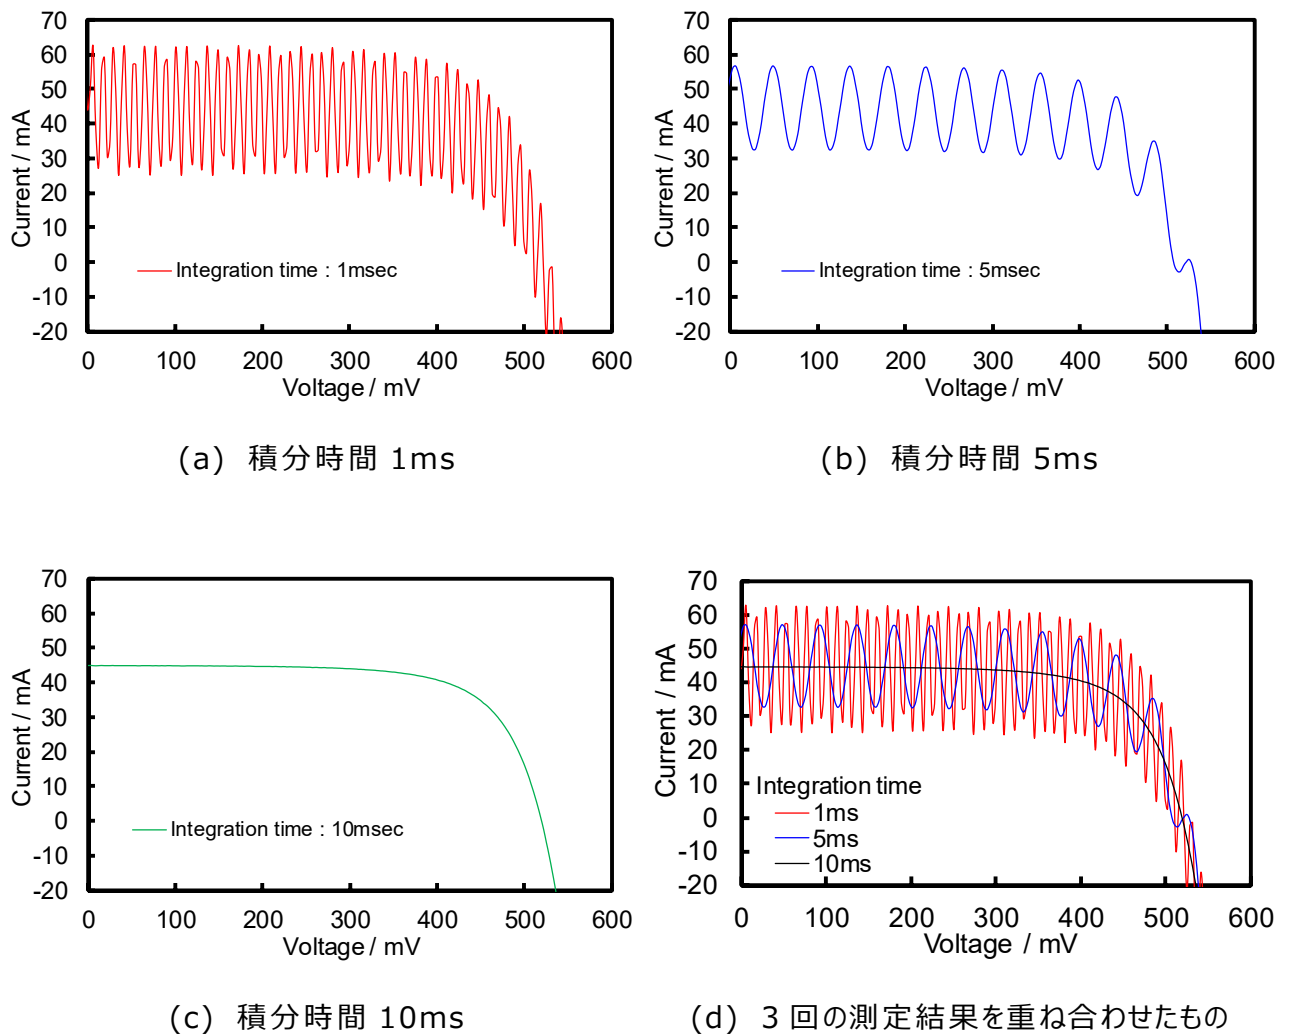 70
60
50
40
30
20
10
0
-10
-20
Current / mA
Integration time : 1msec
0 100 200 300 400 500 600
Voltage / mV
(a) 積分時間 1ms
70
60
50
40
30
20
10
0
-10
-20
Current / mA
Integration time : 5msec
0 100 200 300 400 500 600
Voltage / mV
(b) 積分時間 5ms
70
60
50
40
30
20
10
0
-10
-20
Current / mA
Integration time : 10msec
0 100 200 300 400 500 600
Voltage / mV
(c) 積分時間 10ms
70
60
50
40
30
20
10
0
-10
-20
Current / mA
Integration time
1ms
5ms
10ms
0 100 200 300 400 500 600
Voltage / mV
(d) 3 回の測定結果を重ね合わせたもの